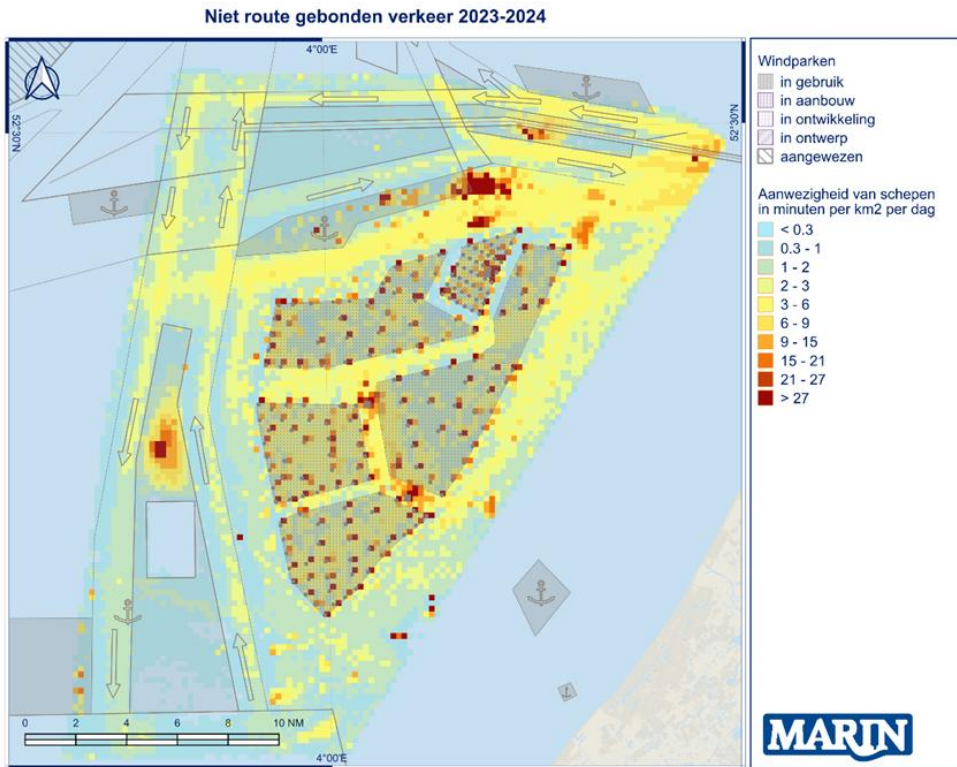 Niet route gebonden verkeer 2023-2024
4°00'E
52°30'N
52°30'N
Windparken
in gebruik
in aanbouw
in ontwikkeling
in ontwerp
aangewezen
Aanwezigheid van schepen
in minuten per km2 per dag
< 0.3
0.3 - 1
1 - 2
2 - 3
3 - 6
6 - 9
9 - 15
15 - 21
21 - 27
> 27
0 2 4 6 8 10 NM
4°00'E
MARIN